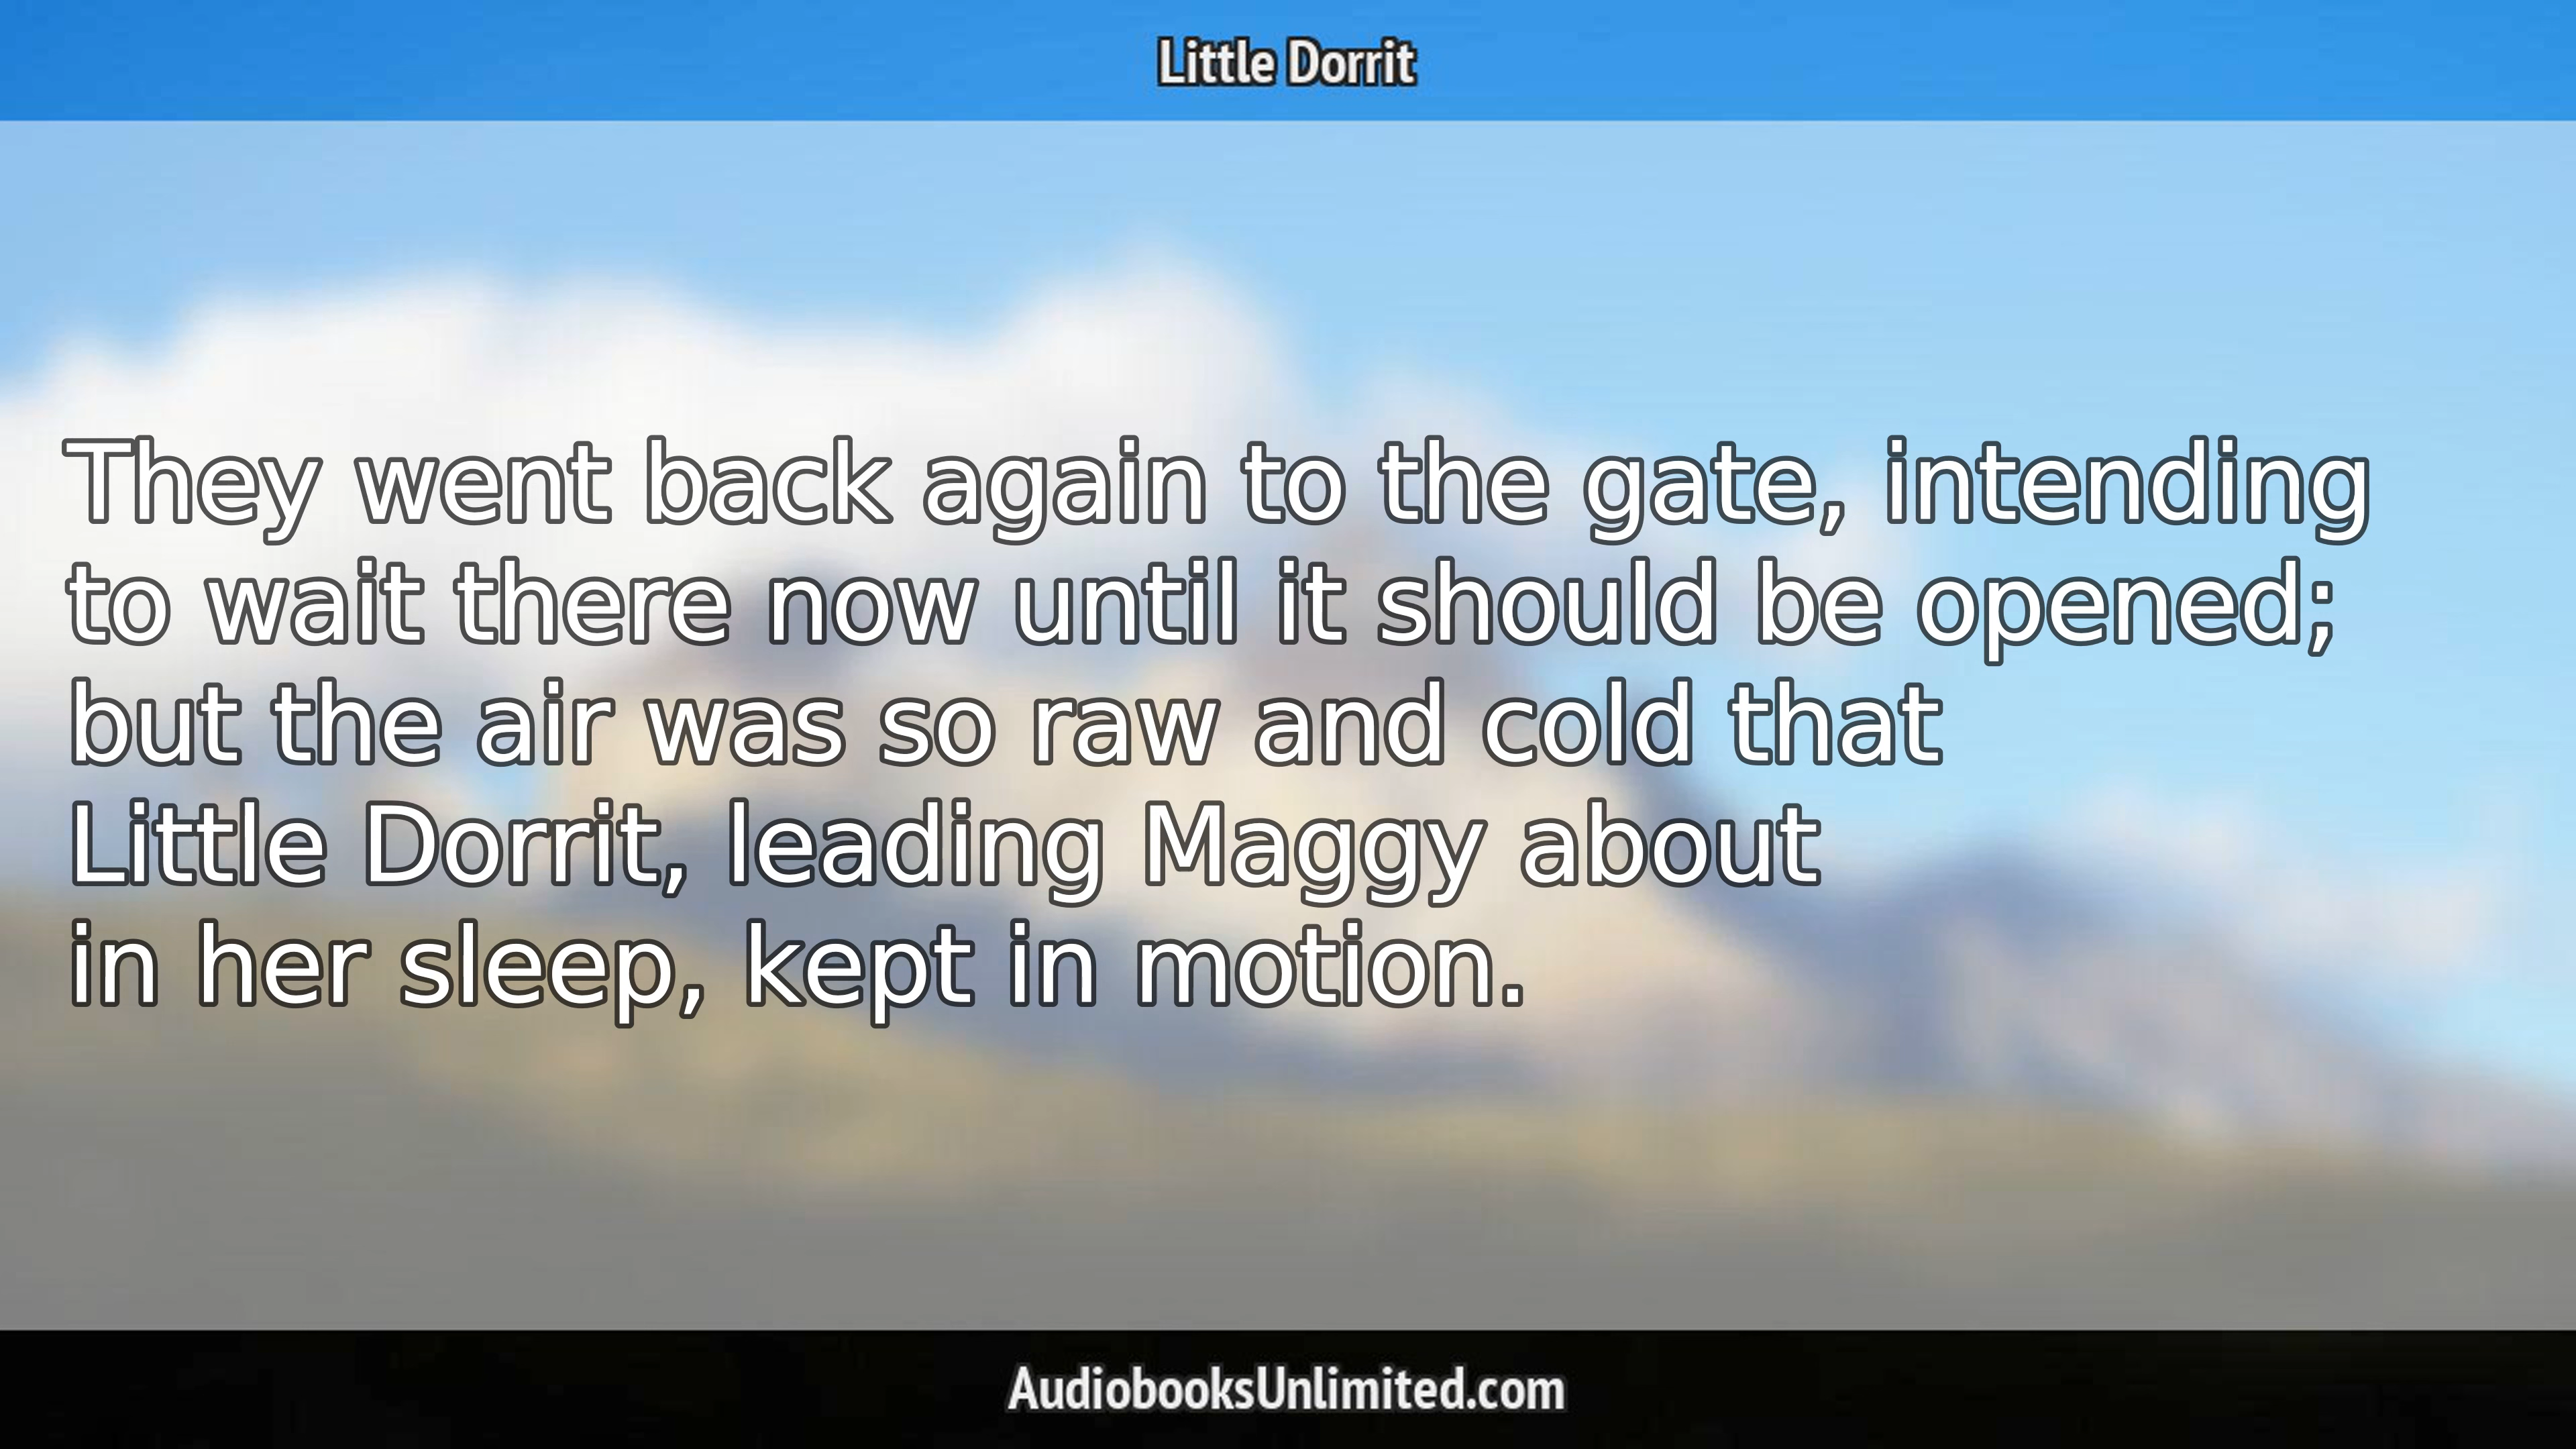 Little Dorrit
They went back again to the gate, intending
to wait there now until it should be opened;
but the air was so raw and cold that
Little Dorrit, leading Maggy about
in her sleep, kept in motion.
AudiobooksUnlimited.com